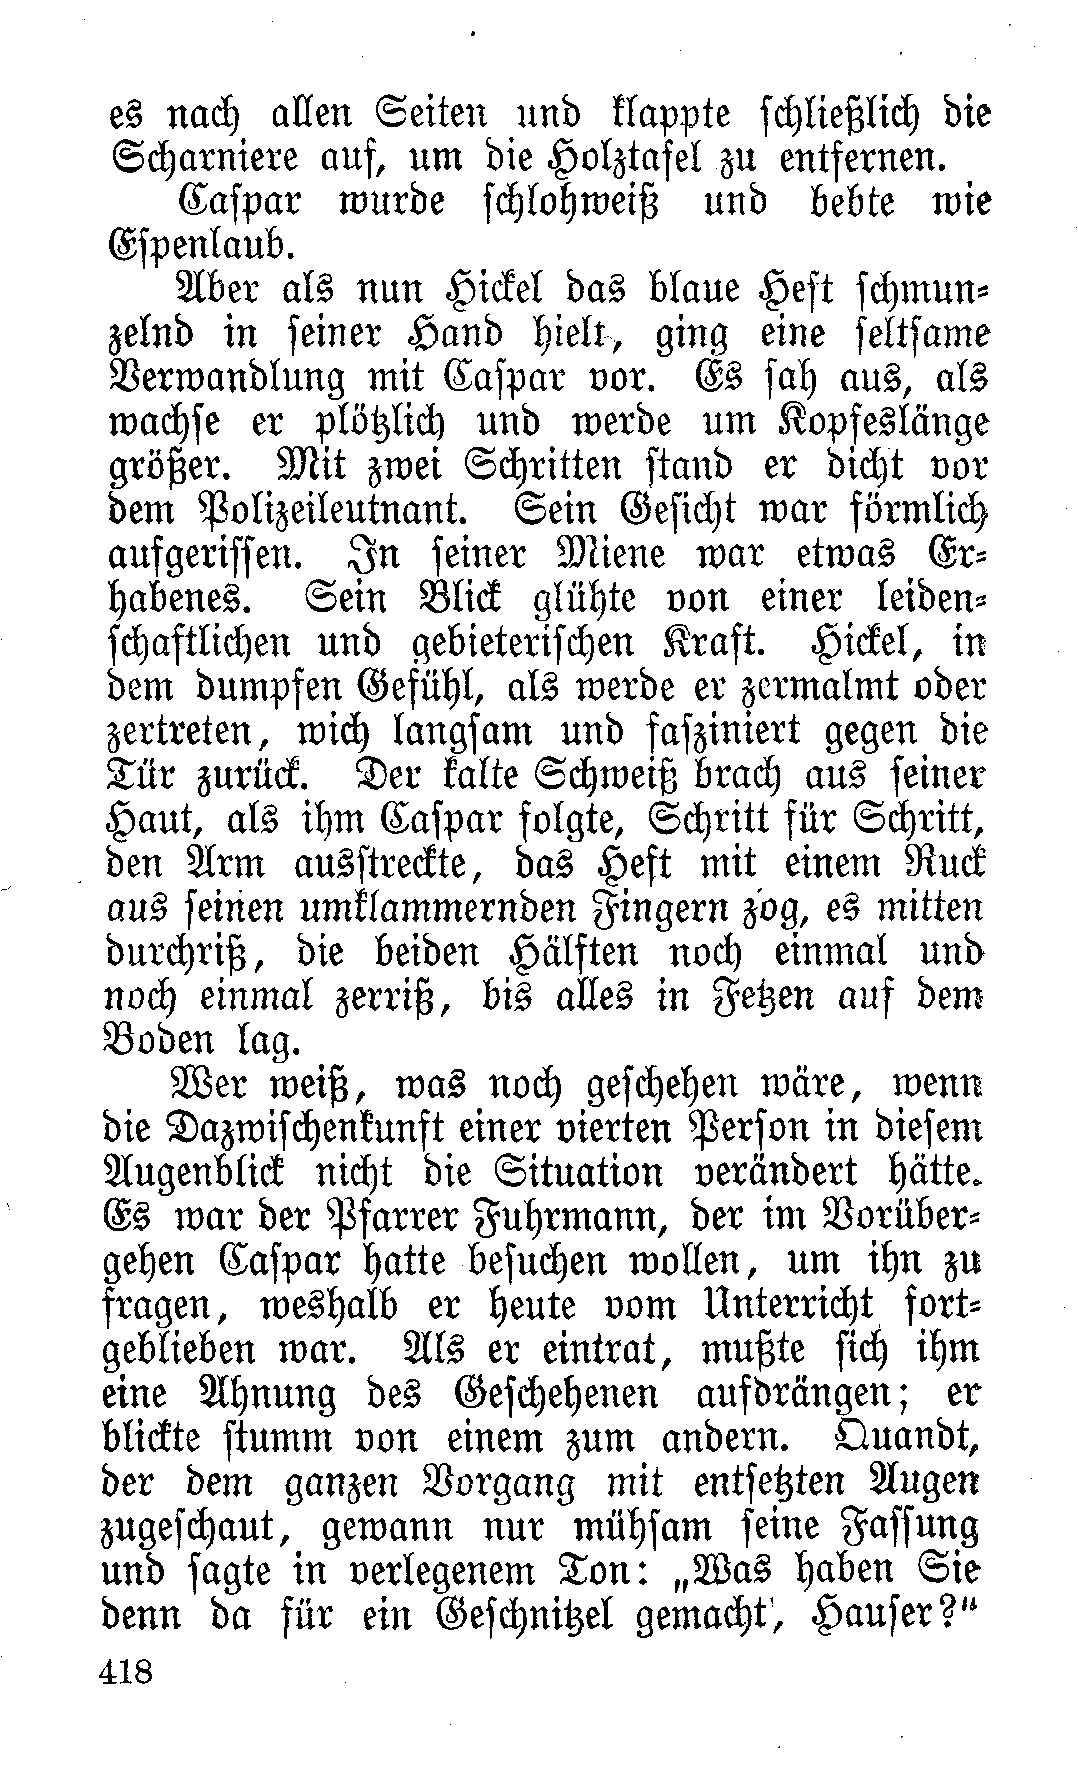 es nach allen Seiten und klappte schließlich die
Scharniere auf, um die Holztafel zu entfernen.
Caspar wurde schlohweiß und bebte wie
Espenlaub.
Aber als nun Hickel das blaue Heft schmun-
zelnd in seiner Hand hielt, ging eine seltsame
Verwandlung mit Caspar vor. Es sah aus, als
wachse er plötzlich und werde um Kopfeslänge
größer. Mit zwei Schritten stand er dicht vor
dem Polizeileutnant. Sein Gesicht war förmlich
aufgerissen. In seiner Miene war etwas Er-
habenes. Sein Blick glühte von einer leiden-
schaftlichen und gebieterischen Kraft. Hickel, in
dem dumpfen Gefühl, als werde er zermalmt oder
zertreten, wich langsam und fasziniert gegen die
Tür zurück. Der kalte Schweiß brach aus seiner
Haut, als ihm Caspar folgte, Schritt für Schritt,
den Arm ausstreckte, das Heft mit einem Ruck
aus seinen umklammernden Fingern zog, es mitten
durchriß, die beiden Hälften noch einmal und
noch einmal zerriß, bis alles in Fetzen auf dem
Boden lag.
Wer weiß, was noch geschehen wäre, wenn
die Dazwischenkunft einer vierten Person in diesem
Augenblick nicht die Situation verändert hätte.
Es war der Pfarrer Fuhrmann, der im Vorüber-
gehen Caspar hatte besuchen wollen, um ihn zu
fragen, weshalb er heute vom Unterricht fort-
geblieben war. Als er eintrat, mußte sich ihm
eine Ahnung des Geschehenen aufdrängen; er
blickte stumm von einem zum andern. Quandt,
der dem ganzen Vorgang mit entsetzten Augen
zugeschaut, gewann nur mühsam seine Fassung
und sagte in verlegenem Ton: „Was haben Sie
denn da für ein Geschnitzel gemacht, Hauser?“
418